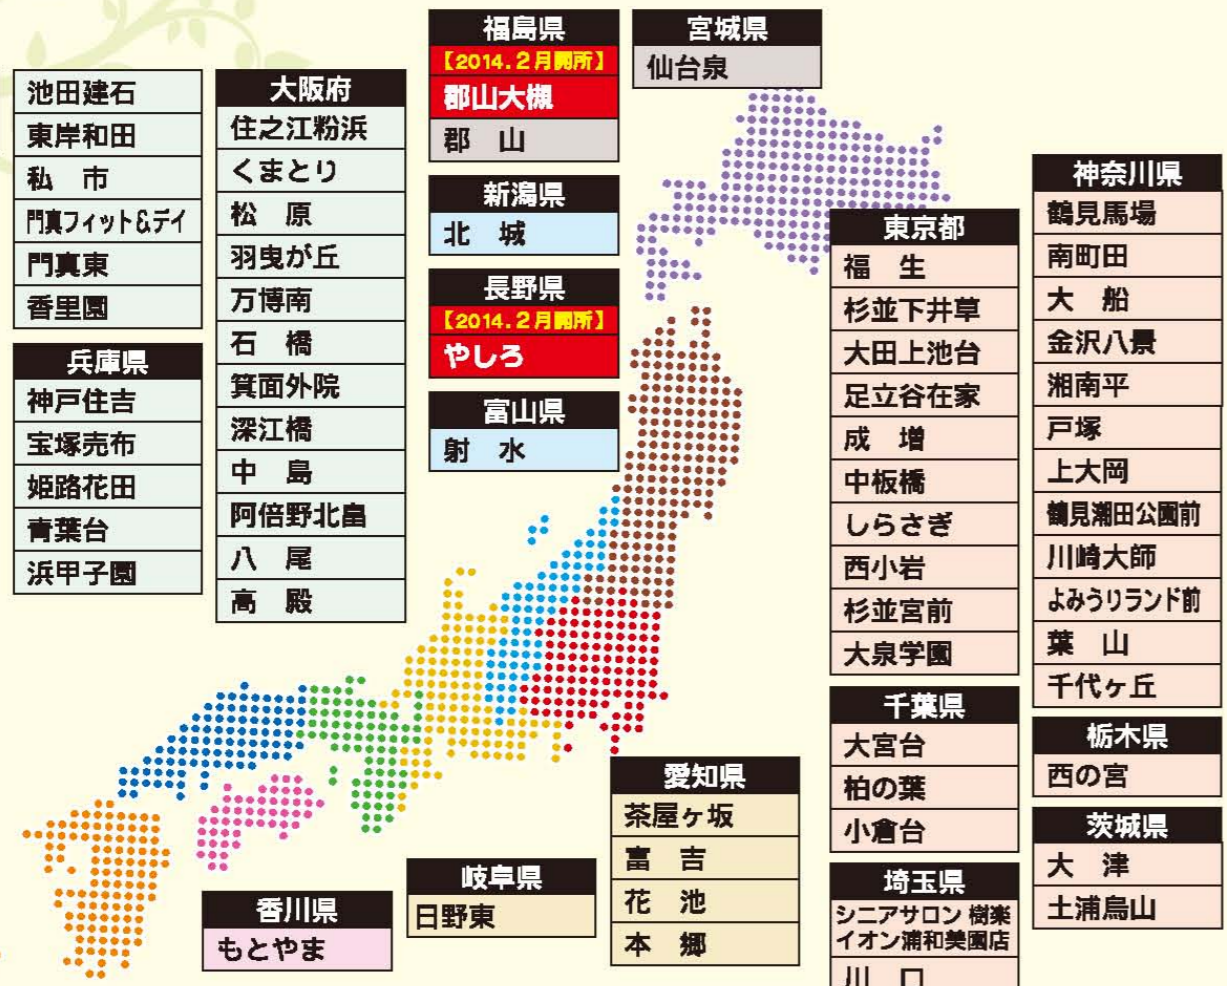 池田建石
東岸和田
私　市
門真フィット&デイ
門真東
香里園
兵庫県
神戸住吉
宝塚売布
姫路花田
青葉台
浜甲子園
大阪府
住之江粉浜
くまとり
松　原
羽曳が丘
万博南
石　橋
箕面外院
深江橋
中　島
阿倍野北畠
八　尾
高　殿
福島県
【2014.2月開所】
郡山大槻
郡　山
新潟県
北　城
長野県
【2014.2月開所】
やしろ
富山県
射　水
宮城県
仙台泉
東京都
福　生
杉並下井草
大田上池台
足立谷在家
成　増
中板橋
しらさぎ
西小岩
杉並宮前
大泉学園
千葉県
大宮台
柏の葉
小倉台
埼玉県
シニアサロン 樹楽
イオン浦和美園店
川　口
神奈川県
鶴見馬場
南町田
大　船
金沢八景
湘南平
戸塚
上大岡
鶴見潮田公園前
川崎大師
よみうりランド前
葉　山
千代ヶ丘
栃木県
西の宮
茨城県
大　津
土浦烏山
愛知県
茶屋ヶ坂
富　吉
花　池
本　郷
岐阜県
日野東
香川県
もとやま